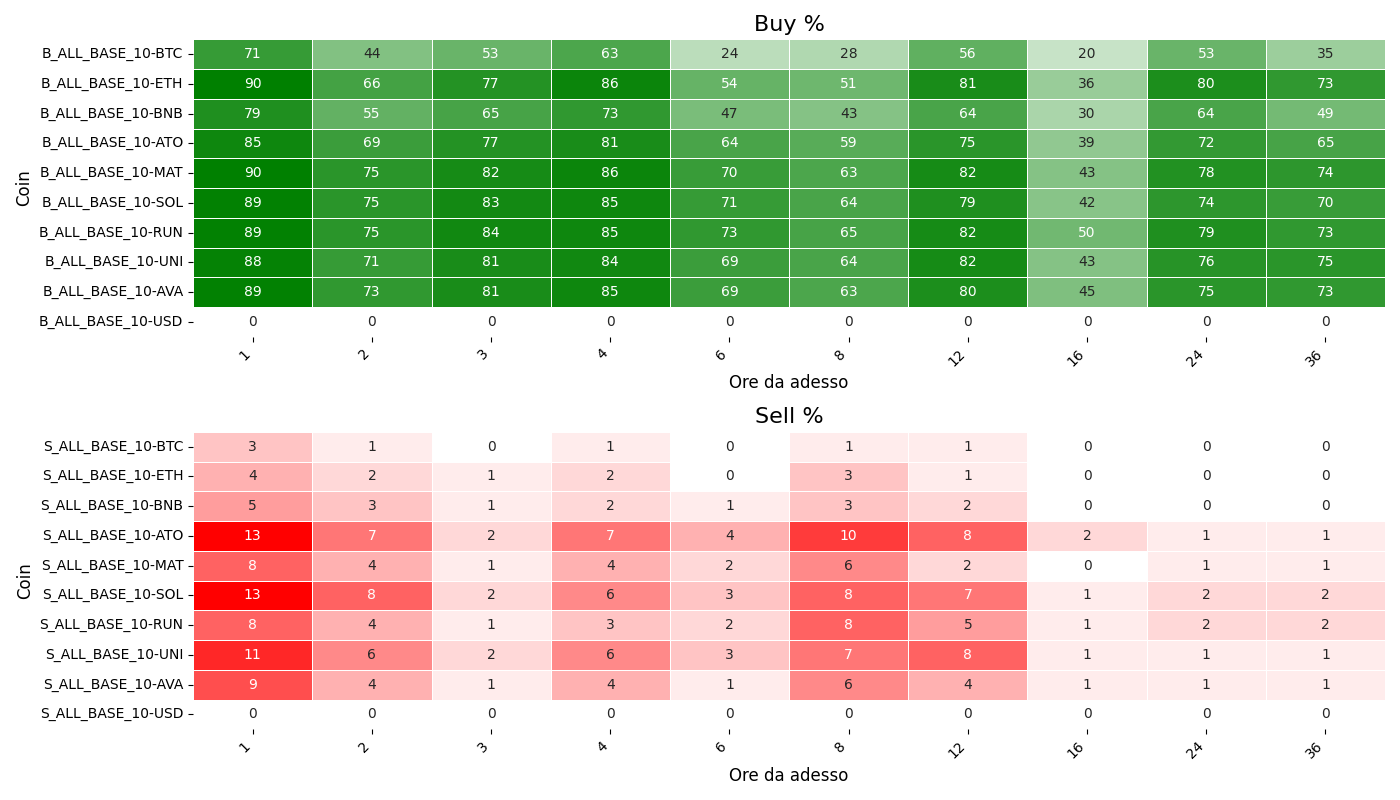 Buy %
Coin
B_ALL_BASE_10-BTC 71 44 53 63 24 28 56 20 53 35
B_ALL_BASE_10-ETH 90 66 77 86 54 51 81 36 80 73
B_ALL_BASE_10-BNB 79 55 65 73 47 43 64 30 64 49
B_ALL_BASE_10-ATO 85 69 77 81 64 59 75 39 72 65
B_ALL_BASE_10-MAT 90 75 82 86 70 63 82 43 78 74
B_ALL_BASE_10-SOL 89 75 83 85 71 64 79 42 74 70
B_ALL_BASE_10-RUN 89 75 84 85 73 65 82 50 79 73
B_ALL_BASE_10-UNI 88 71 81 84 69 64 82 43 76 75
B_ALL_BASE_10-AVA 89 73 81 85 69 63 80 45 75 73
B_ALL_BASE_10-USD 0 0 0 0 0 0 0 0 0 0
1 2 3 4 6 8 12 16 24 36
Ore da adesso
Sell %
Coin
S_ALL_BASE_10-BTC 3 1 0 1 0 1 1 0 0 0
S_ALL_BASE_10-ETH 4 2 1 2 0 3 1 0 0 0
S_ALL_BASE_10-BNB 5 3 1 2 1 3 2 0 0 0
S_ALL_BASE_10-ATO 13 7 2 7 4 10 8 2 1 1
S_ALL_BASE_10-MAT 8 4 1 4 2 6 2 0 1 1
S_ALL_BASE_10-SOL 13 8 2 6 3 8 7 1 2 2
S_ALL_BASE_10-RUN 8 4 1 3 2 8 5 1 2 2
S_ALL_BASE_10-UNI 11 6 2 6 3 7 8 1 1 1
S_ALL_BASE_10-AVA 9 4 1 4 1 6 4 1 1 1
S_ALL_BASE_10-USD 0 0 0 0 0 0 0 0 0 0
1 2 3 4 6 8 12 16 24 36
Ore da adesso